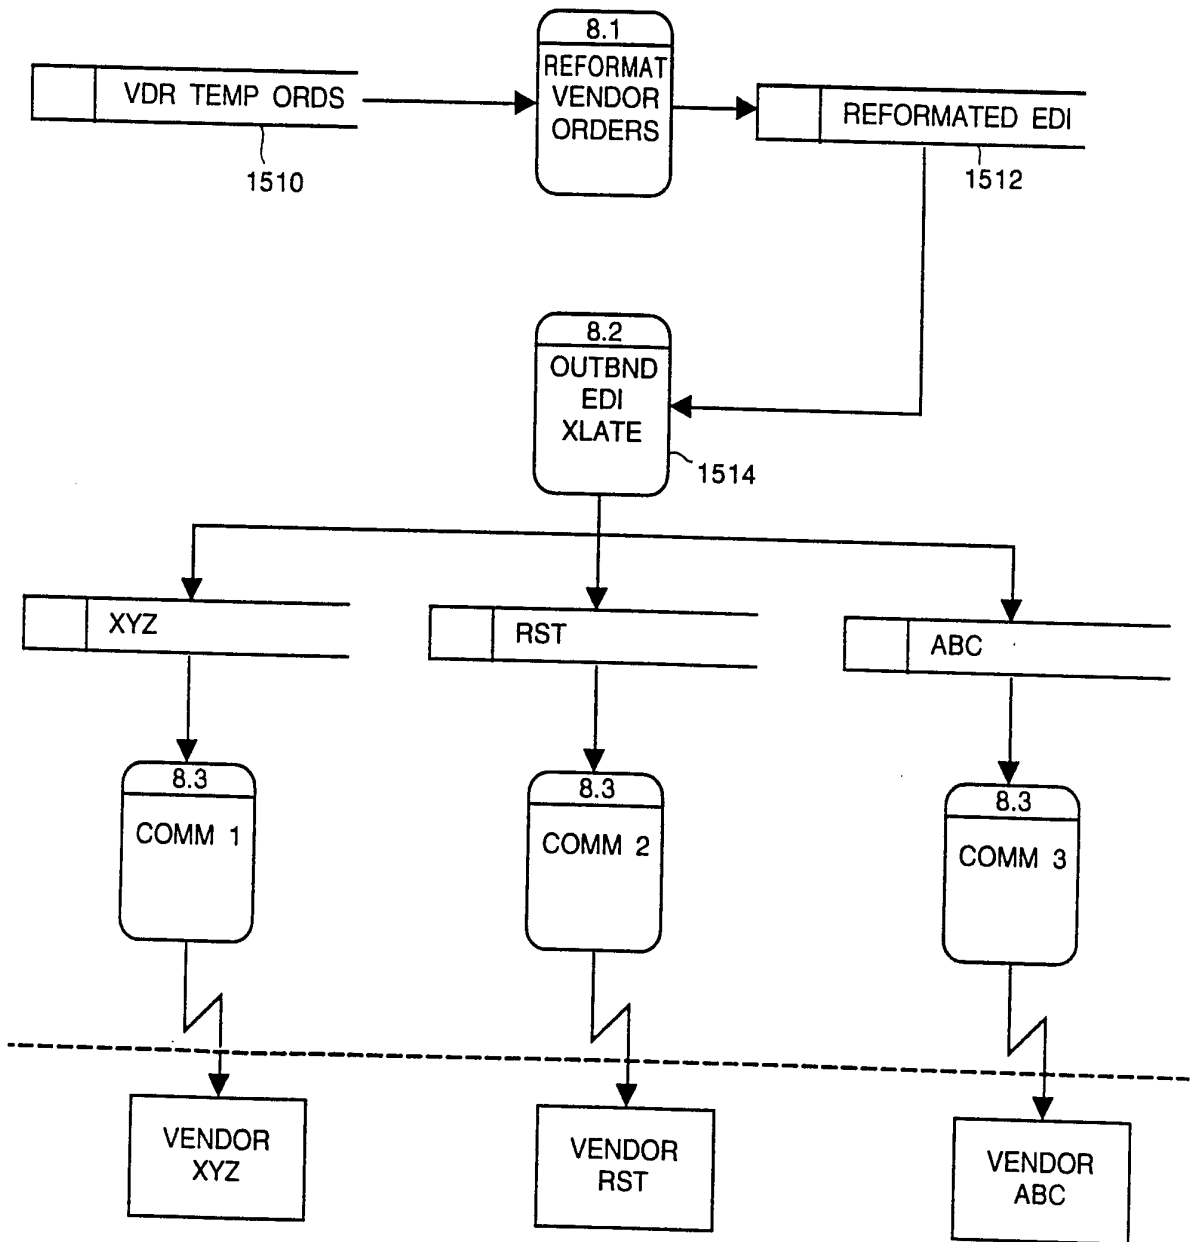 8.1
REFORMAT
VENDOR
ORDERS
VDR TEMP ORDS
REFORMATED EDI
1510
1512
8.2
OUTBND
EDI
XLATE
1514
XYZ
RST
ABC
8.3
COMM 1
8.3
COMM 2
8.3
COMM 3
VENDOR
XYZ
VENDOR
RST
VENDOR
ABC